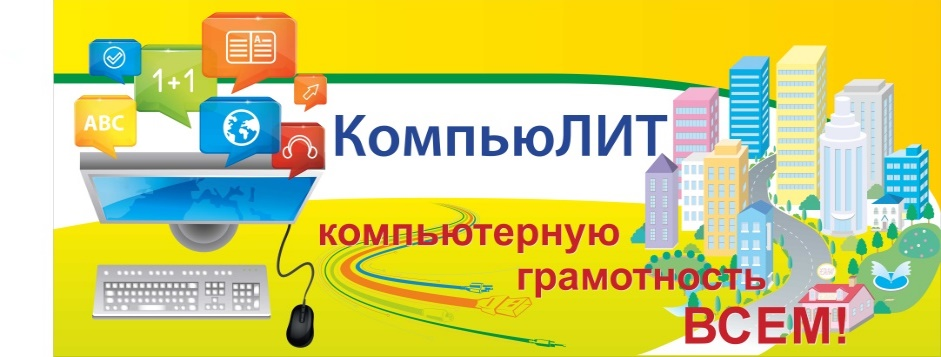 1+1
ABC
КомпьюЛИТ
компьютерную
грамотность
ВСЕМ!